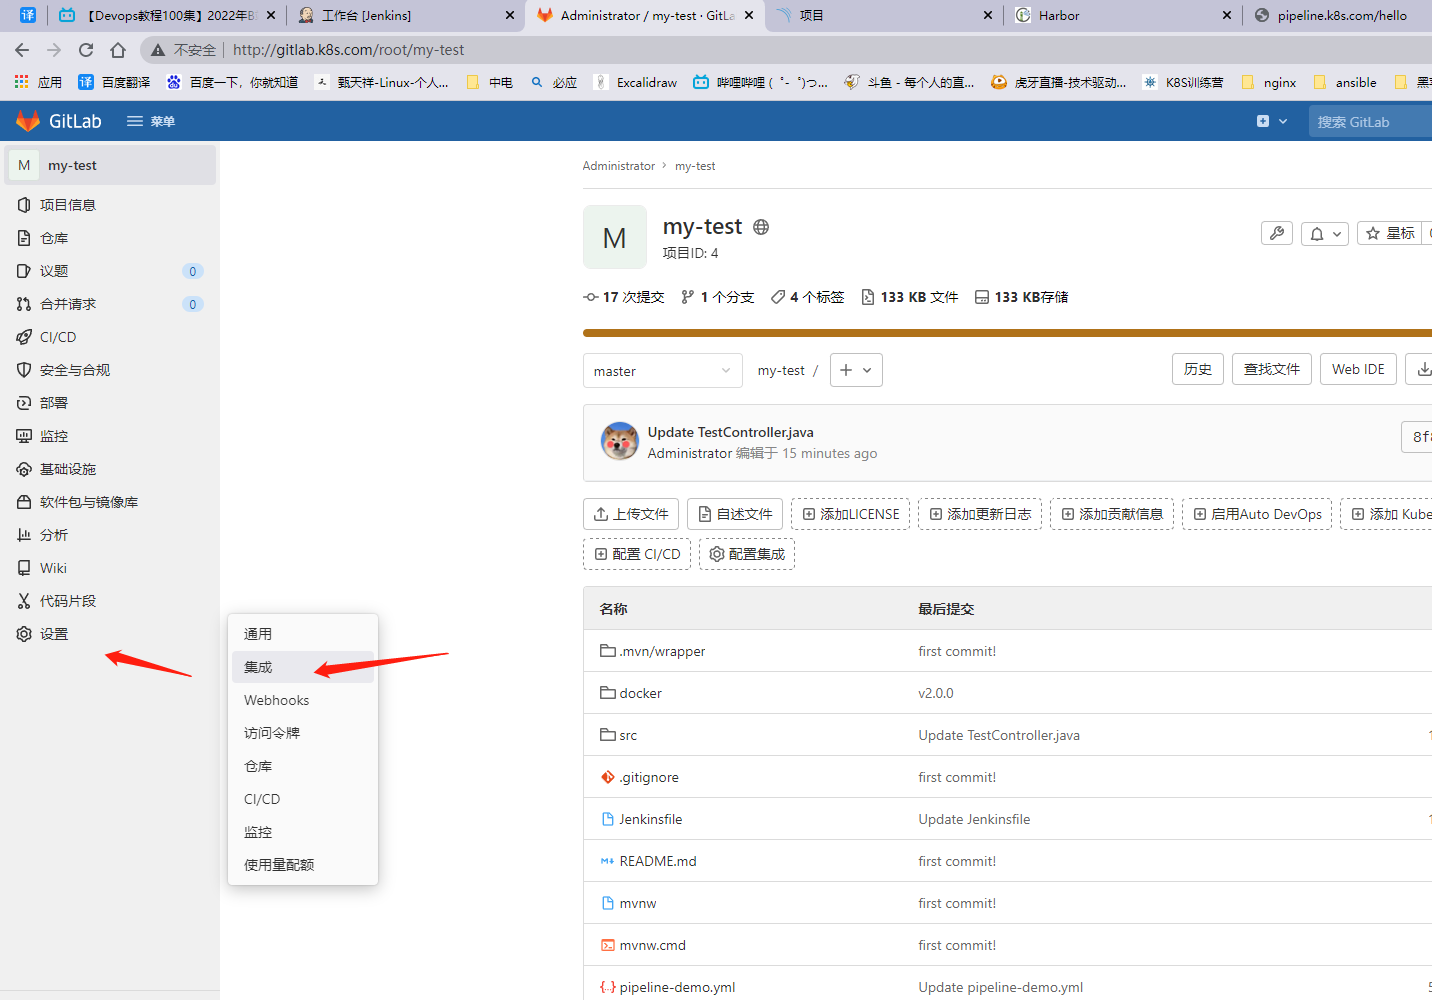 译
【Devops教程100集】2022年B
工作台 [Jenkins]
Administrator / my-test · GitLa
项目
Harbor
pipeline.k8s.com/hello
不安全
http://gitlab.k8s.com/root/my-test
应用
译 百度翻译
百度一下，你就知道
甄天祥-Linux-个人...
中电
必应
Excalidraw
哔哩哔哩 ( ゜- ゜)つ...
斗鱼 - 每个人的直...
虎牙直播-技术驱动...
K8S训练营
nginx
ansible
GitLab
菜单
搜索 GitLab
M my-test
项目信息
仓库
议题 0
合并请求 0
CI/CD
安全与合规
部署
监控
基础设施
软件包与镜像库
分析
Wiki
代码片段
设置
通用
集成
Webhooks
访问令牌
仓库
CI/CD
监控
使用量配额
Administrator > my-test
M
my-test
项目ID: 4
星标
17 次提交 1 个分支 4 个标签 133 KB 文件 133 KB存储
master
my-test /
历史 查找文件 Web IDE
Update TestController.java
Administrator 编辑于 15 minutes ago
上传文件 自述文件 添加LICENSE 添加更新日志 添加贡献信息 启用Auto DevOps 添加 Kube
配置 CI/CD 配置集成
名称 最后提交
.mvn/wrapper first commit!
docker v2.0.0
src Update TestController.java
.gitignore first commit!
Jenkinsfile Update Jenkinsfile
README.md first commit!
mvnw first commit!
mvnw.cmd first commit!
pipeline-demo.yml Update pipeline-demo.yml